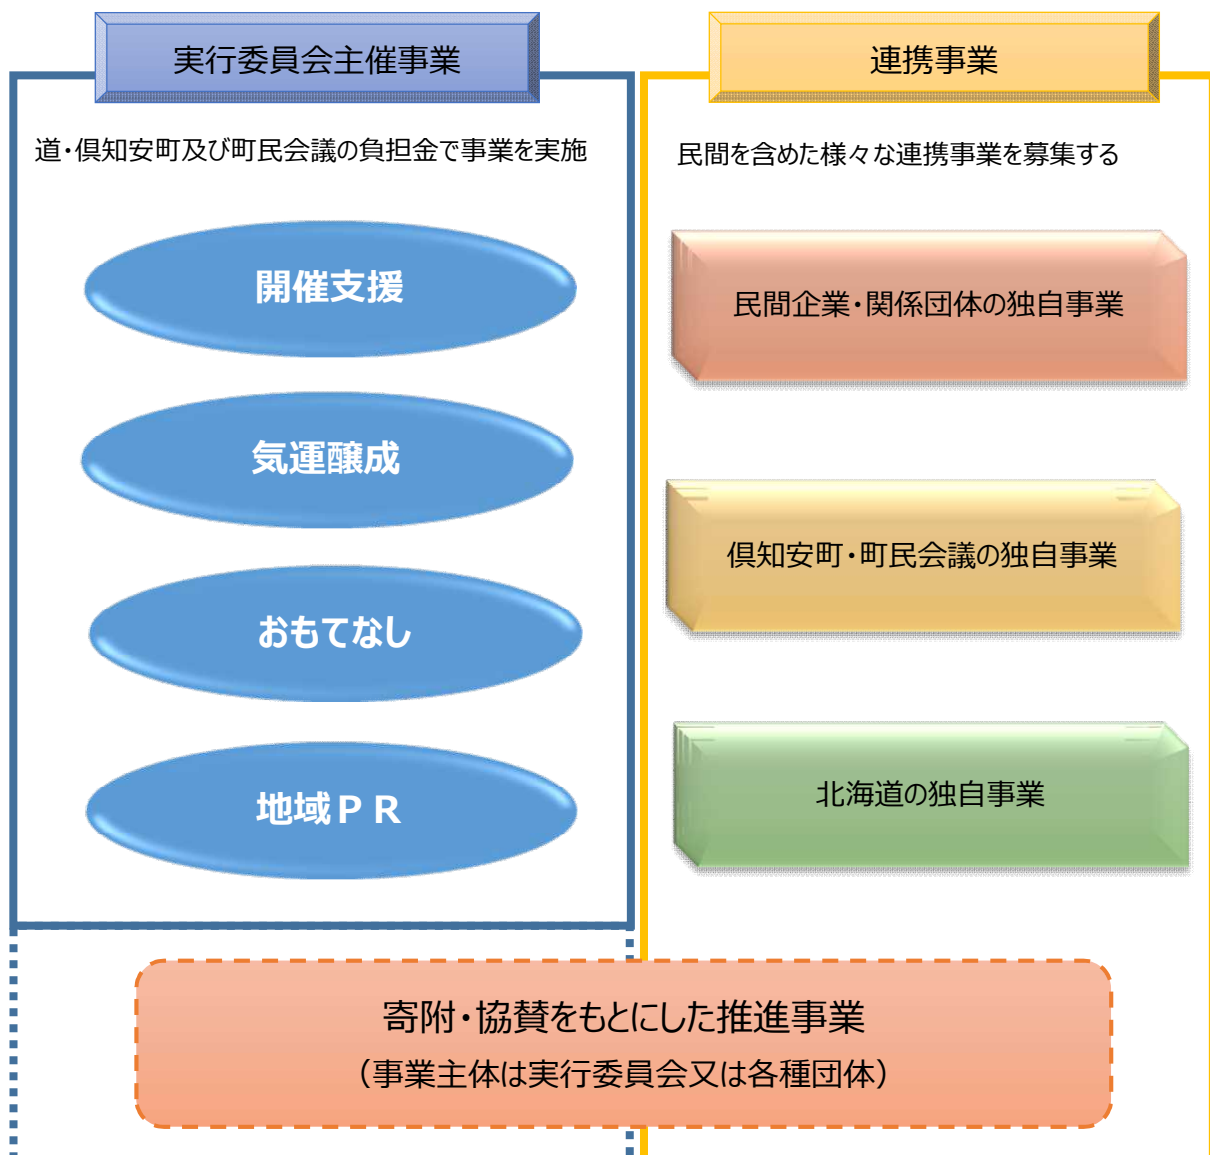 実行委員会主催事業
道・倶知安町及び町民会議の負担金で事業を実施
開催支援
気運醸成
おもてなし
地域ＰＲ
連携事業
民間を含めた様々な連携事業を募集する
民間企業・関係団体の独自事業
倶知安町・町民会議の独自事業
北海道の独自事業
寄附・協賛をもとにした推進事業
（事業主体は実行委員会又は各種団体）